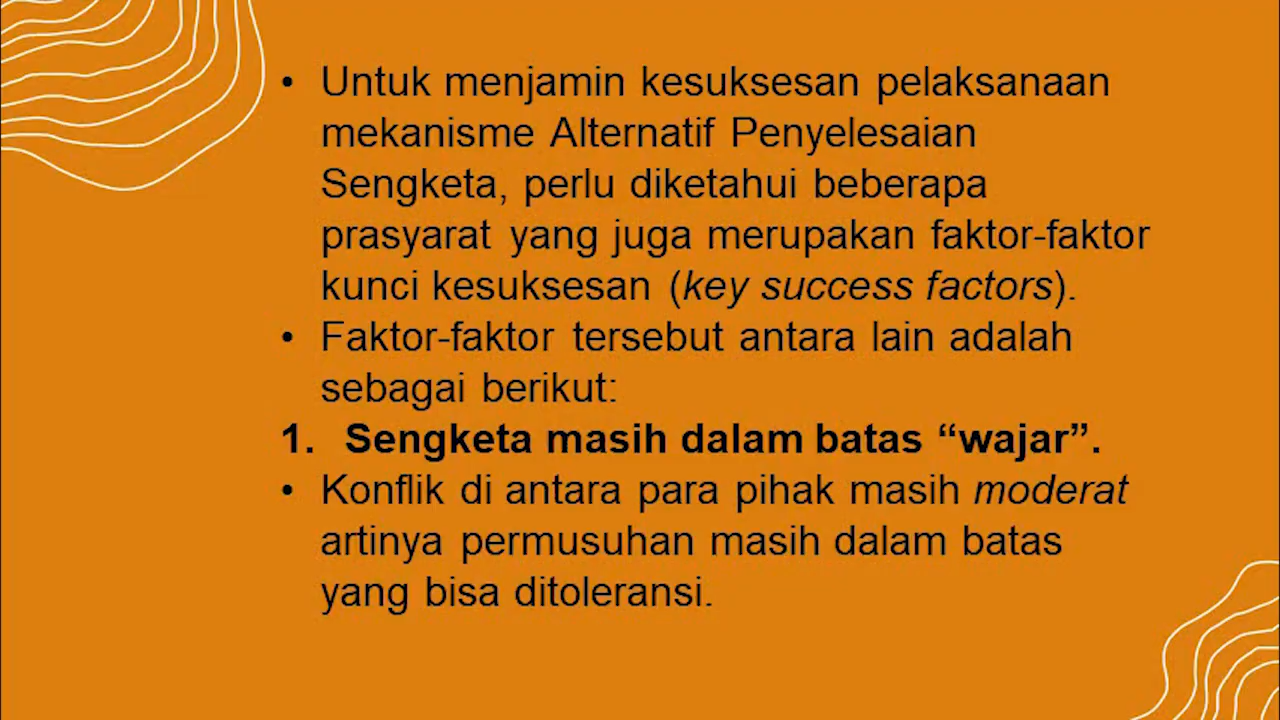 • Untuk menjamin kesuksesan pelaksanaan
mekanisme Alternatif Penyelesaian
Sengketa, perlu diketahui beberapa
prasyarat yang juga merupakan faktor-faktor
kunci kesuksesan (key success factors).
• Faktor-faktor tersebut antara lain adalah
sebagai berikut:
1. Sengketa masih dalam batas “wajar”.
• Konflik di antara para pihak masih moderat
artinya permusuhan masih dalam batas
yang bisa ditoleransi.